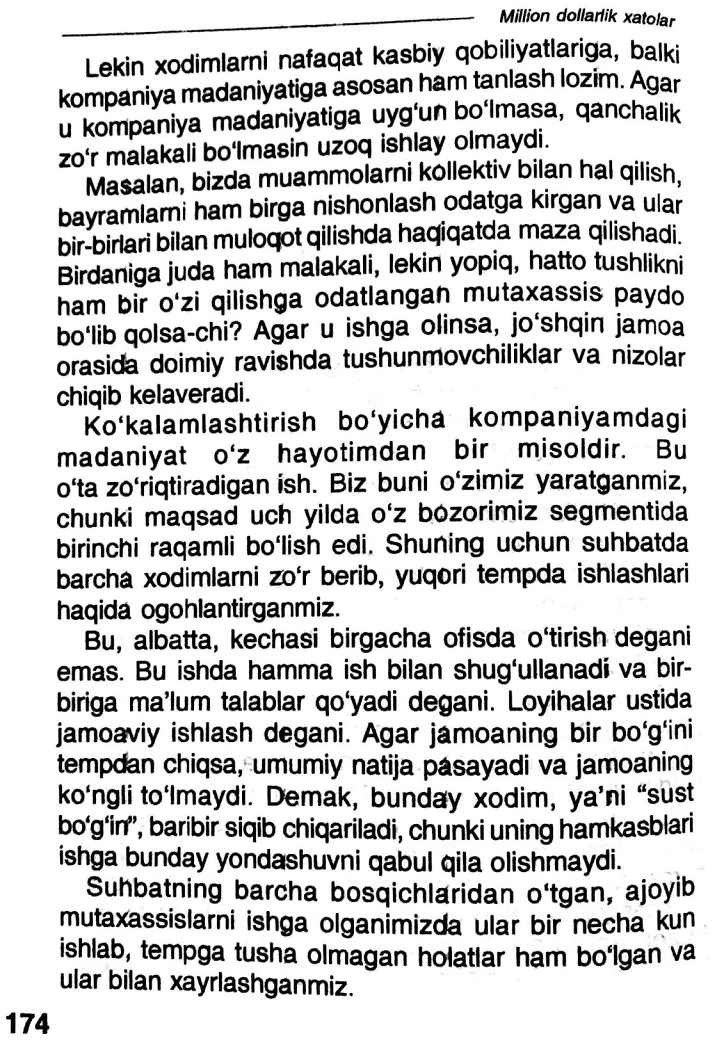 Million dollarlik xatolar
Lekin xodimlarni nafaqat kasbiy qobiliyatlariga, balki
kompaniya madaniyatiga asosan ham tanlash lozim. Agar
u kompaniya madaniyatiga uyg‘un bo‘lmasa, qanchalik
zo‘r malakali bo‘lmasin uzoq ishlay olmaydi.
Masalan, bizda muammolarni kollektiv bilan hal qilish,
bayramlarni ham birga nishonlash odatga kirgan va ular
bir-birlari bilan muloqot qilishda haqiqatda maza qilishadi.
Birdaniga juda ham malakali, lekin yopiq, hatto tushlikni
ham bir o‘zi qilishga odatlangan mutaxassis paydo
bo‘lib qolsa-chi? Agar u ishga olinsa, jo‘shqin jamoa
orasida doimiy ravishda tushunmovchiliklar va nizolar
chiqib kelaveradi.
Ko‘kalamlashtirish bo‘yicha kompaniyamdagi
madaniyat o‘z hayotimdan bir misoldir. Bu
o‘ta zo‘riqtiradigan ish. Biz buni o‘zimiz yaratganmiz,
chunki maqsad uch yilda o‘z bozorimiz segmentida
birinchi raqamli bo‘lish edi. Shuning uchun suhbatda
barcha xodimlarni zo‘r berib, yuqori tempda ishlashlari
haqida ogohlantirganmiz.
Bu, albatta, kechasi birgacha ofisda o‘tirish degani
emas. Bu ishda hamma ish bilan shug‘ullanadi va bir-
biriga ma’lum talablar qo‘yadi degani. Loyihalar ustida
jamoaviy ishlash degani. Agar jamoaning bir bo‘g‘ini
tempdan chiqsa, umumiy natija pasayadi va jamoaning
ko‘ngli to‘lmaydi. Demak, bunday xodim, ya’ni “sust
bo‘g‘in”, baribir siqib chiqariladi, chunki uning hamkasblari
ishga bunday yondashuvni qabul qila olishmaydi.
Suhbatning barcha bosqichlaridan o‘tgan, ajoyib
mutaxassislarni ishga olganimizda ular bir necha kun
ishlab, tempga tusha olmagan holatlar ham bo‘lgan va
ular bilan xayrlashganmiz.
174